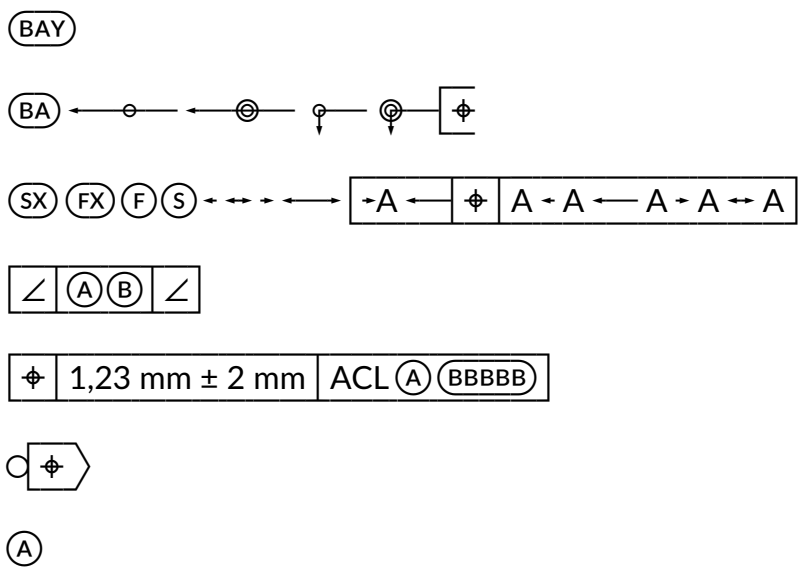 BAY
BA
SX FX F S A A A A A A
A B
1,23 mm ± 2 mm ACL A BBBBB
A